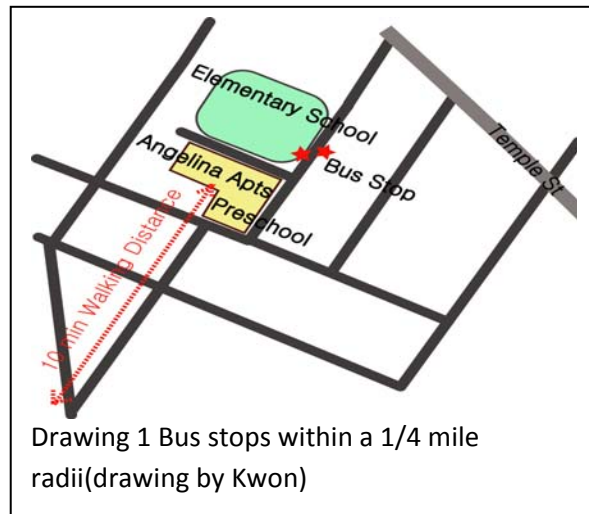 Elementary School
Temple St
Angelina Apts
Bus Stop
Preschool
10 min Walking Distance
Drawing 1 Bus stops within a 1/4 mile
radii(drawing by Kwon)